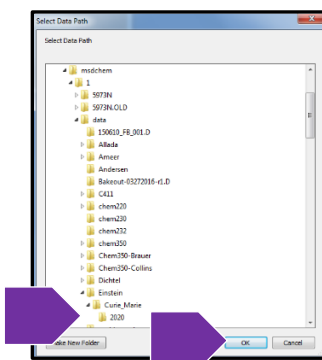 Select Data Path
Select Data Path
msdchem
1
5973N
5973N.OLD
data
150610_FB_001.D
Allada
Ameer
Andersen
Bakeout-03272016-r1.D
C411
chem220
chem230
chem232
chem350
Chem350-Brauer
Chem350-Collins
Dichtel
Einstein
Curie_Marie
2020
New Folder
OK
Cancel